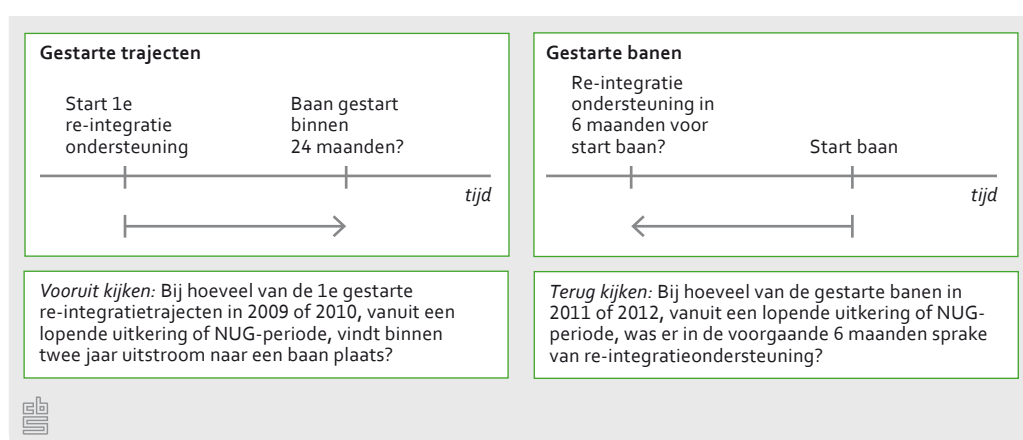 Gestarte trajecten
Start 1e
re-integratie
ondersteuning
Baan gestart
binnen
24 maanden?
tijd
Vooruit kijken: Bij hoeveel van de 1e gestarte
re-integratietrajecten in 2009 of 2010, vanuit een
lopende uitkering of NUG-periode, vindt binnen
twee jaar uitstroom naar een baan plaats?
Gestarte banen
Re-integratie
ondersteuning in
6 maanden voor
start baan?
Start baan
tijd
Terug kijken: Bij hoeveel van de gestarte banen in
2011 of 2012, vanuit een lopende uitkering of NUG-
periode, was er in de voorgaande 6 maanden sprake
van re-integratieondersteuning?
cbs